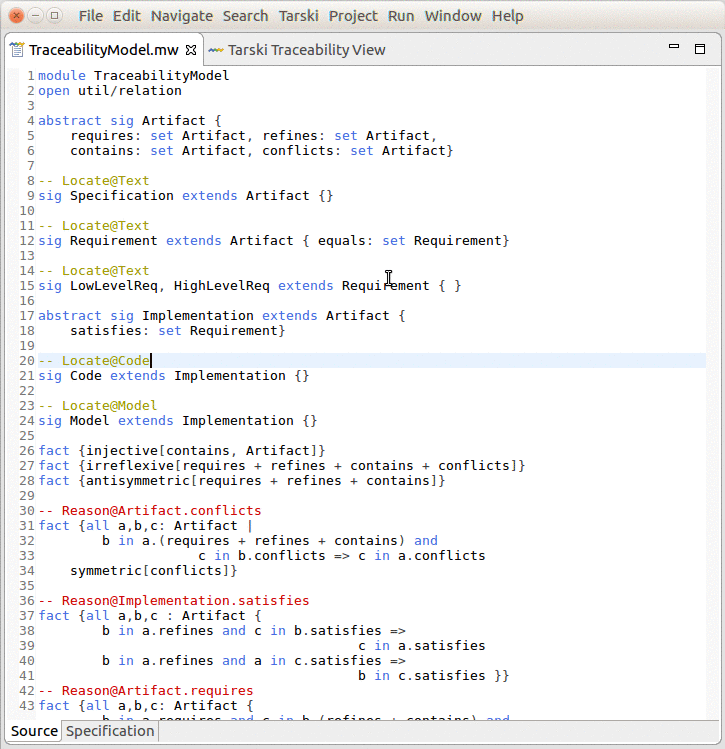 File Edit Navigate Search Tarski Project Run Window Help
TraceabilityModel.mw Tarski Traceability View
1 module TraceabilityModel
2 open util/relation
3
4 abstract sig Artifact {
5     requires: set Artifact, refines: set Artifact,
6     contains: set Artifact, conflicts: set Artifact}
7
8 -- Locate@Text
9 sig Specification extends Artifact {}
10
11 -- Locate@Text
12 sig Requirement extends Artifact { equals: set Requirement}
13
14 -- Locate@Text
15 sig LowLevelReq, HighLevelReq extends Requirement { }
16
17 abstract sig Implementation extends Artifact {
18     satisfies: set Requirement}
19
20 -- Locate@Code
21 sig Code extends Implementation {}
22
23 -- Locate@Model
24 sig Model extends Implementation {}
25
26 fact {injective[contains, Artifact]}
27 fact {irreflexive[requires + refines + contains + conflicts]}
28 fact {antisymmetric[requires + refines + contains]}
29
30 -- Reason@Artifact.conflicts
31 fact {all a,b,c: Artifact |
32         b in a.(requires + refines + contains) and
33                     c in b.conflicts => c in a.conflicts
34     symmetric[conflicts]}
35
36 -- Reason@Implementation.satisfies
37 fact {all a,b,c : Artifact {
38         b in a.refines and c in b.satisfies =>
39                                         c in a.satisfies
40         b in a.refines and a in c.satisfies =>
41                                         b in c.satisfies }}
42 -- Reason@Artifact.requires
43 fact {all a,b,c: Artifact {
b in a.requires and c in b.(refines + contains) and
Source Specification